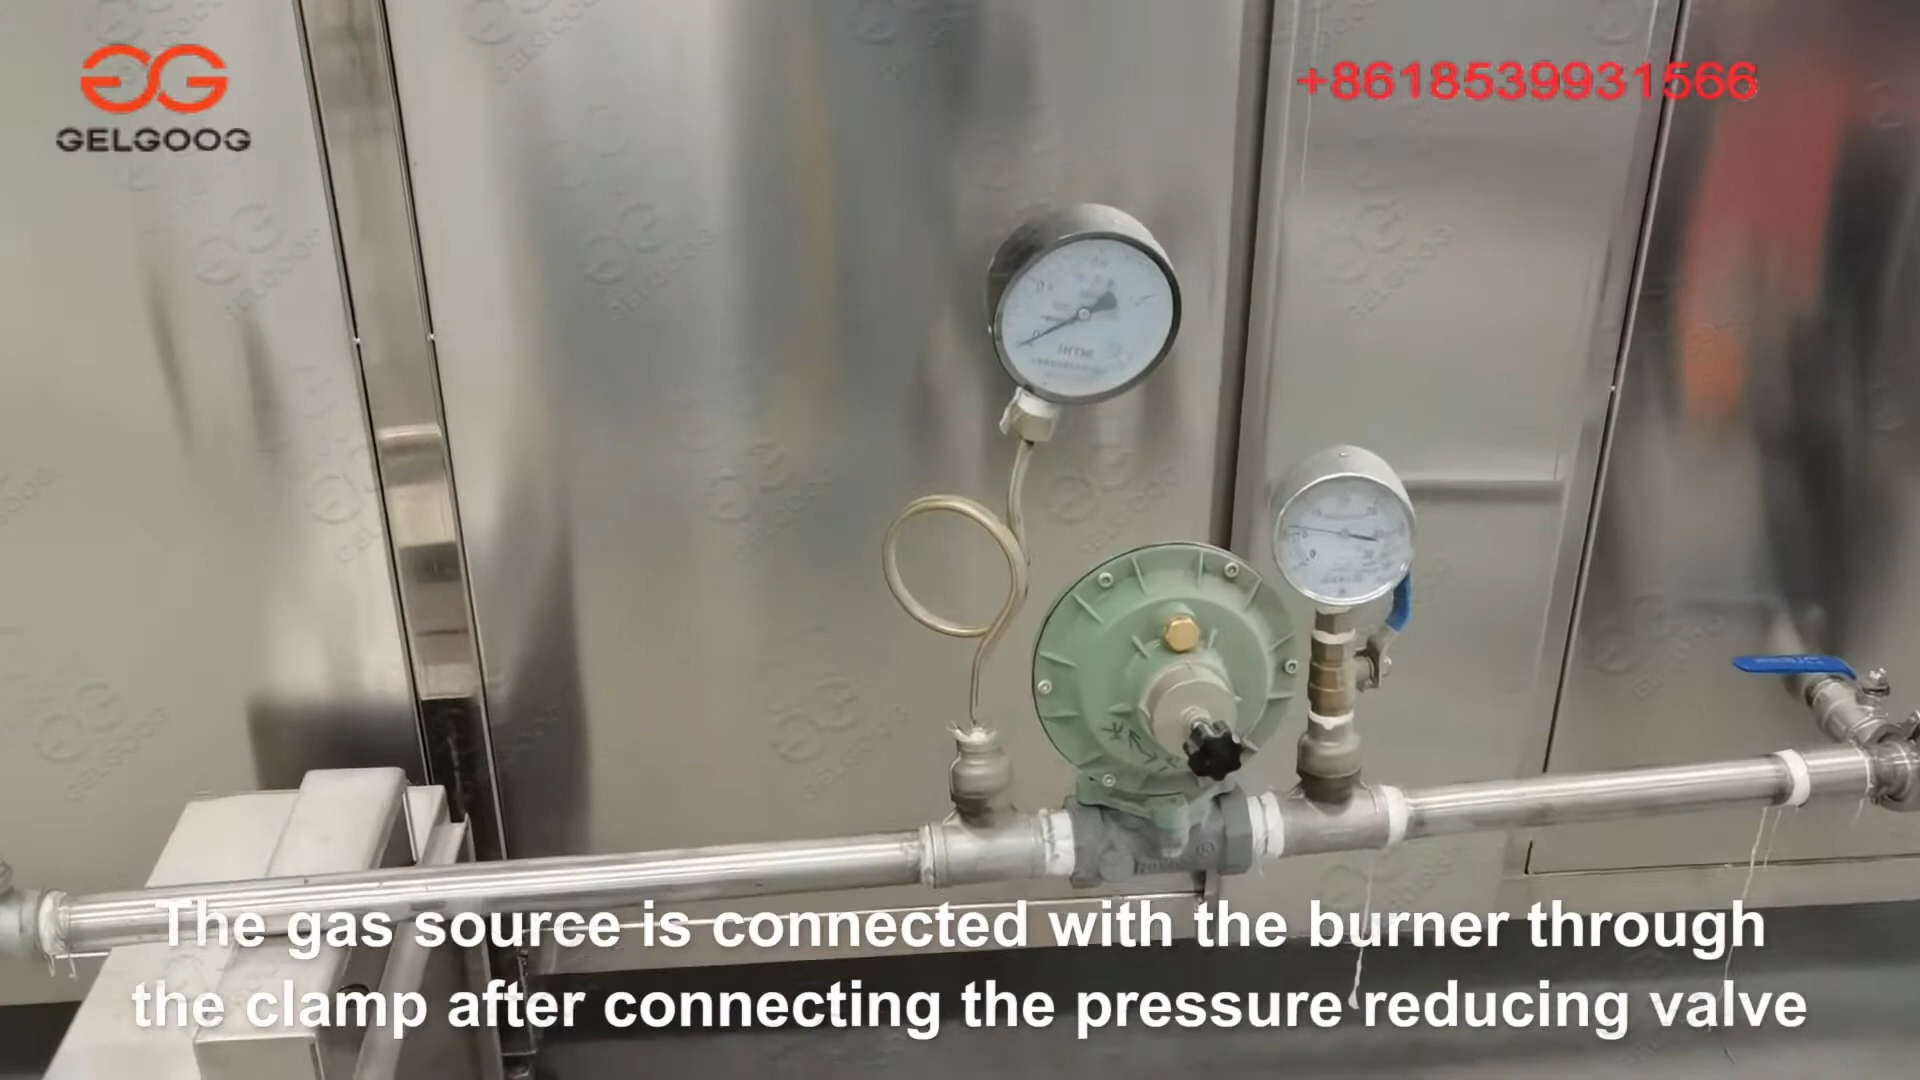 GELGOOG
+8618539931566
The gas source is connected with the burner through
the clamp after connecting the pressure reducing valve